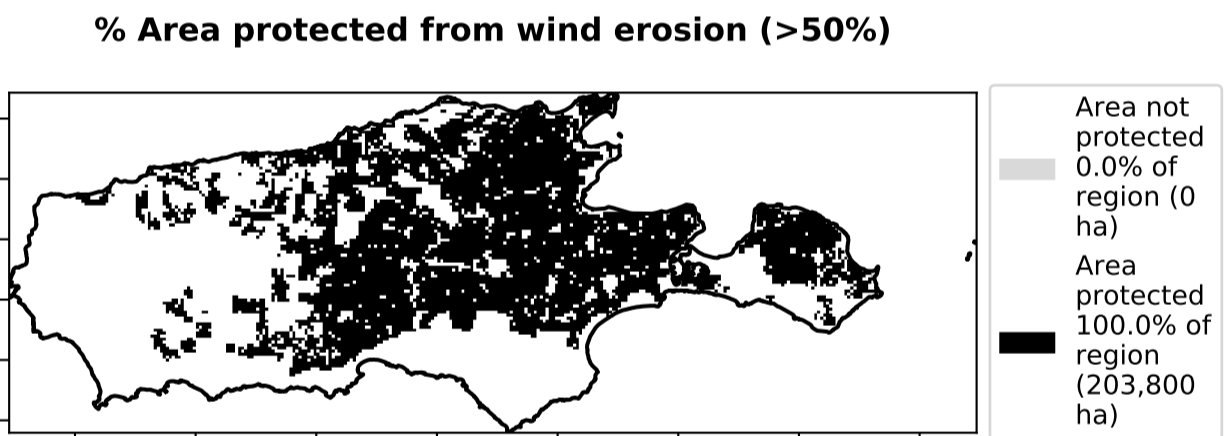 % Area protected from wind erosion (>50%)
Area not
protected
0.0% of
region (0
ha)
Area
protected
100.0% of
region
(203,800
ha)